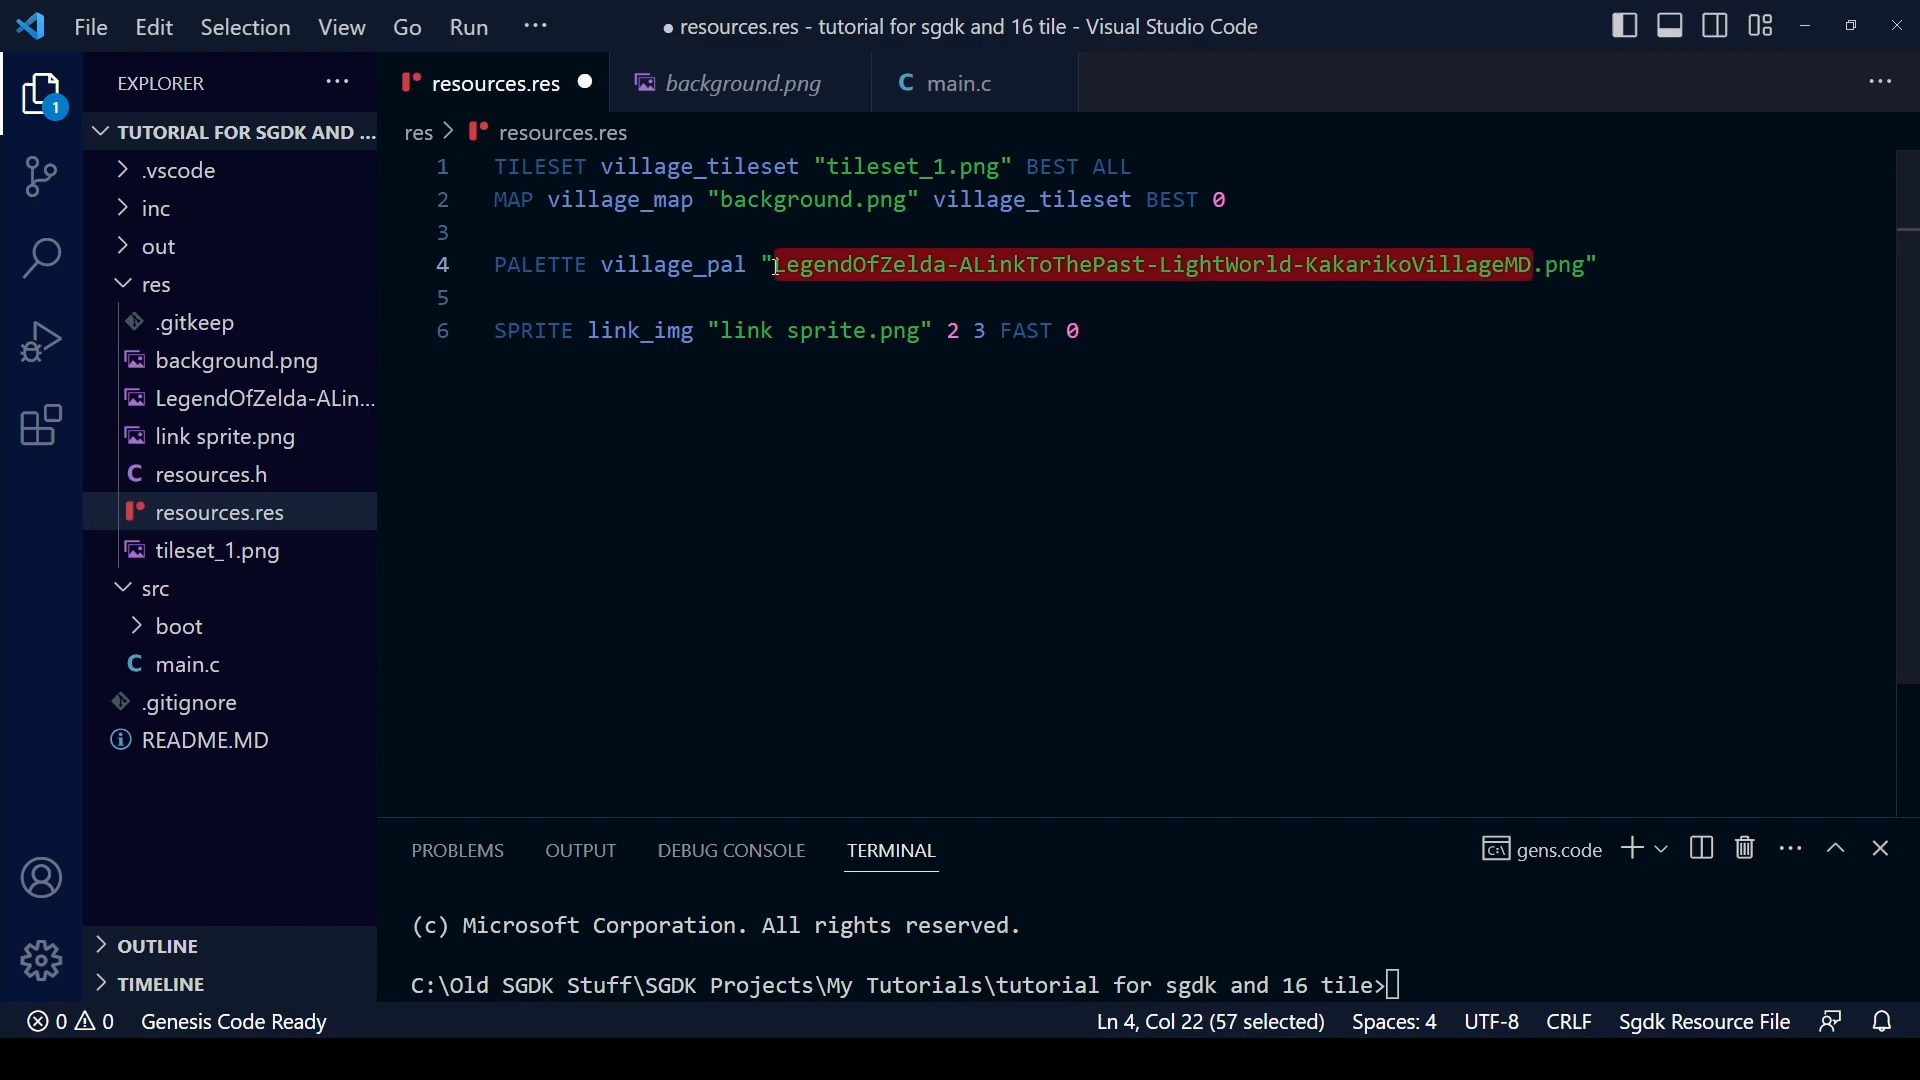 File Edit Selection View Go Run ··· ● resources.res - tutorial for sgdk and 16 tile - Visual Studio Code
EXPLORER ···
1
resources.res ● background.png main.c ···
TUTORIAL FOR SGDK AND ...
.vscode
inc
out
res
.gitkeep
background.png
LegendOfZelda-ALin...
link sprite.png
resources.h
resources.res
tileset_1.png
src
boot
main.c
.gitignore
README.MD
OUTLINE
TIMELINE
res > resources.res
1 TILESET village_tileset "tileset_1.png" BEST ALL
2 MAP village_map "background.png" village_tileset BEST 0
3
4 PALETTE village_pal "LegendOfZelda-ALinkToThePast-LightWorld-KakarikoVillageMD.png"
5
6 SPRITE link_img "link sprite.png" 2 3 FAST 0
PROBLEMS OUTPUT DEBUG CONSOLE TERMINAL gens.code
(c) Microsoft Corporation. All rights reserved.
C:\Old SGDK Stuff\SGDK Projects\My Tutorials\tutorial for sgdk and 16 tile>
0 0 Genesis Code Ready Ln 4, Col 22 (57 selected) Spaces: 4 UTF-8 CRLF Sgdk Resource File